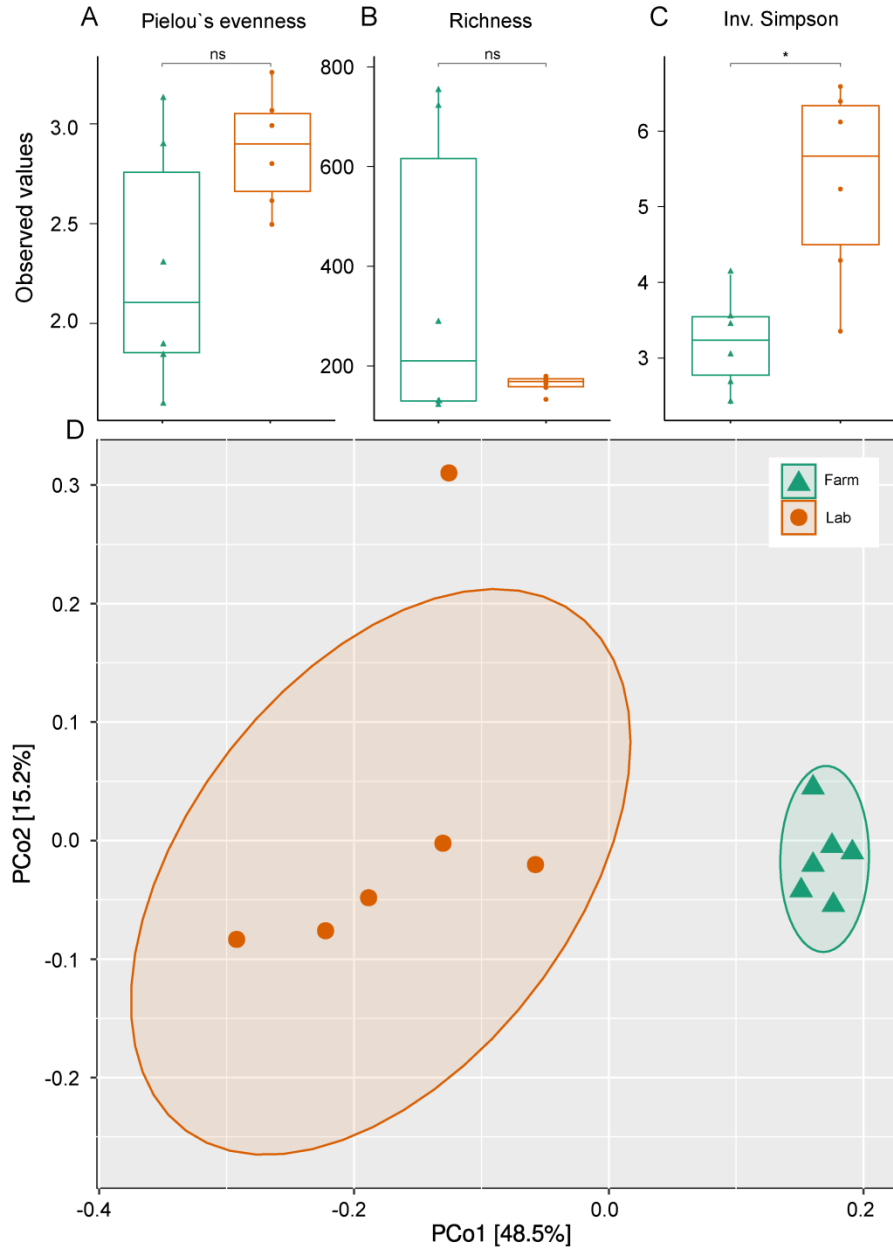 A Pielou`s evenness
B Richness
C Inv. Simpson
ns
ns
*
Observed values
3.0
2.5
2.0
800
600
400
200
6
5
4
3
D
Farm
Lab
PCo2 [15.2%]
0.3
0.2
0.1
0.0
-0.1
-0.2
-0.4
-0.2
0.0
0.2
PCo1 [48.5%]